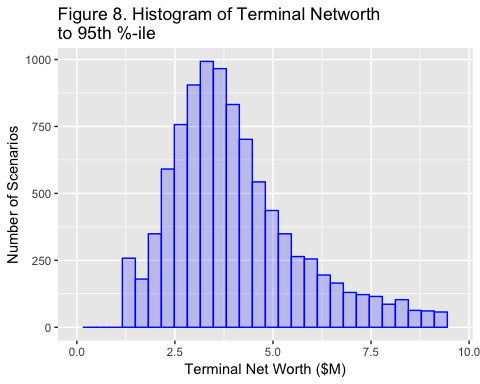 Figure 8. Histogram of Terminal Networth
to 95th %-ile
1000
750
500
250
0
Number of Scenarios
0.0 2.5 5.0 7.5 10.0
Terminal Net Worth ($M)